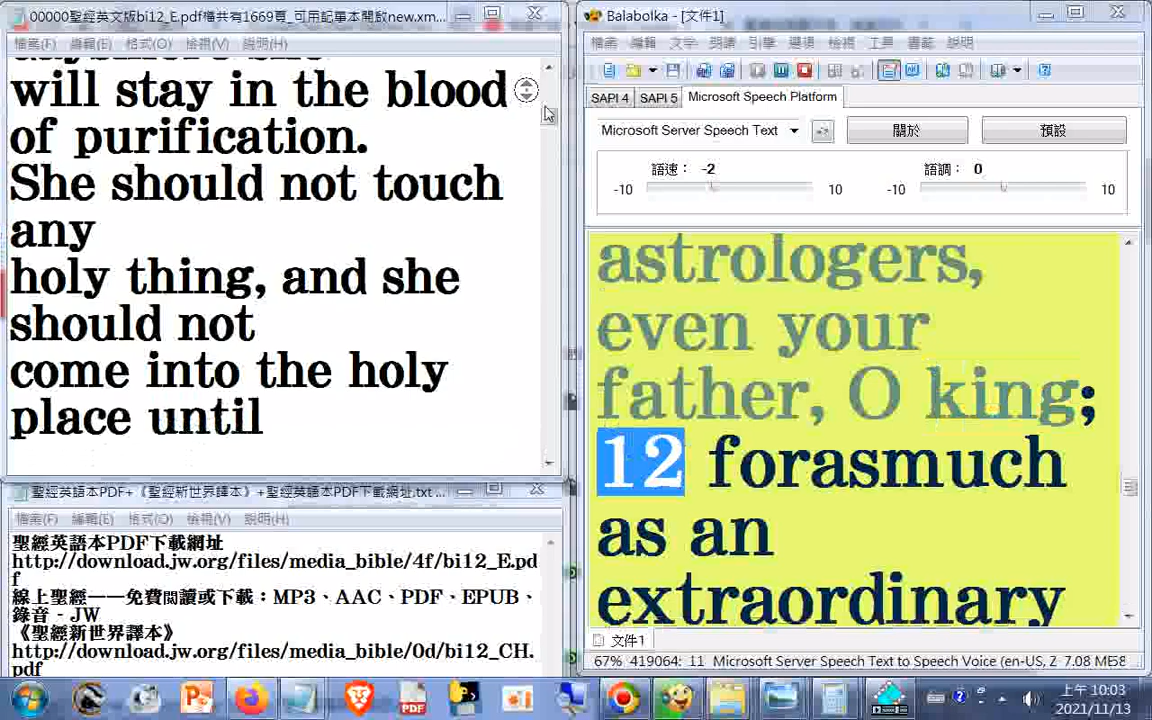 00000聖經英文版bi12_E.pdf檔共有1669頁_可用記事本開啟new.xm...
檔案(F) 編輯(E) 格式(O) 檢視(V) 說明(H)
will stay in the blood
of purification.
She should not touch
any
holy thing, and she
should not
come into the holy
place until
聖經英語本PDF+《聖經新世界譯本》+聖經英語本PDF下載網址.txt ...
檔案(F) 編輯(E) 格式(O) 檢視(V) 說明(H)
聖經英語本PDF下載網址
http://download.jw.org/files/media_bible/4f/bi12_E.pd
f
線上聖經——免費閱讀或下載：MP3、AAC、PDF、EPUB、
錄音 - JW
《聖經新世界譯本》
http://download.jw.org/files/media_bible/0d/bi12_CH.
pdf
Balabolka - [文件1]
檔案 編輯 文字 朗讀 引擎 選項 檢視 工具 書籤 說明
SAPI 4 SAPI 5 Microsoft Speech Platform
Microsoft Server Speech Text 關於 預設
語速： -2 語調： 0
-10 10 -10 10
astrologers,
even your
father, O king;
12 forasmuch
as an
extraordinary
文件1
67% 419064: 11 Microsoft Server Speech Text to Speech Voice (en-US, Z 7.08 MB
上午 10:03
2021/11/13